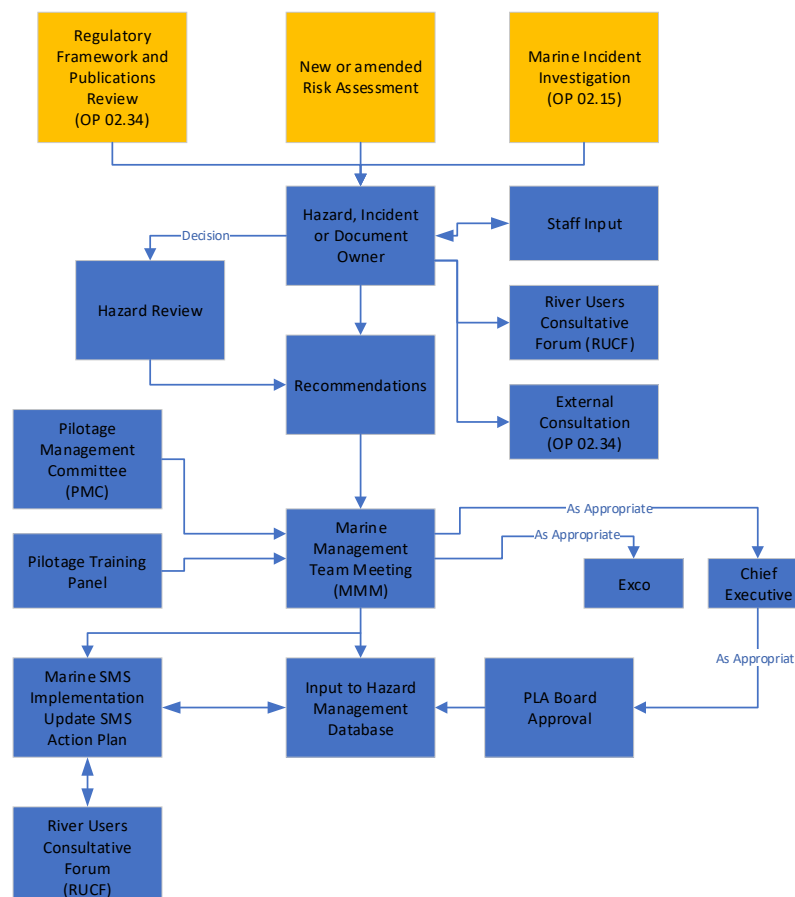 Regulatory
Framework and
Publications
Review
(OP 02.34)
New or amended
Risk Assessment
Marine Incident
Investigation
(OP 02.15)
Hazard, Incident
or Document
Owner
Staff Input
Decision
Hazard Review
River Users
Consultative
Forum (RUCF)
Recommendations
External
Consultation
(OP 02.34)
Pilotage
Management
Committee
(PMC)
As Appropriate
As Appropriate
Marine
Management
Team Meeting
(MMM)
Pilotage Training
Panel
Exco
Chief
Executive
As Appropriat
Marine SMS
Implementation
Update SMS
Action Plan
Input to Hazard
Management
Database
PLA Board
Approval
River Users
Consultative
Forum
(RUCF)